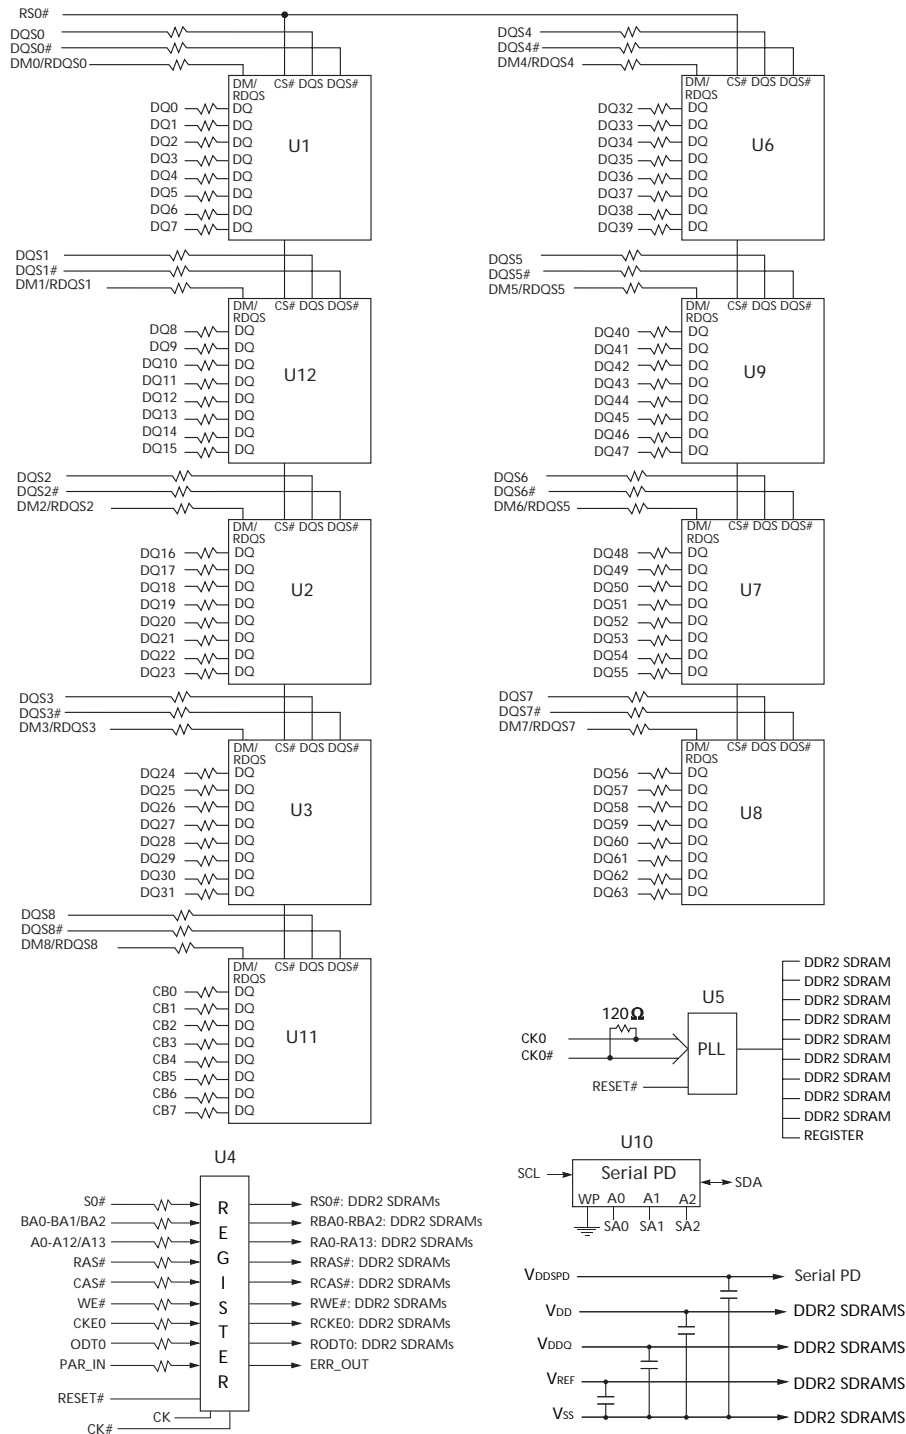 RS0#
DQS0
DQS0#
DM0/RDQS0
DM/ CS# DQS DQS#
RDQS
DQ0 DQ
DQ1 DQ
DQ2 DQ
DQ3 DQ
DQ4 DQ
DQ5 DQ
DQ6 DQ
DQ7 DQ
U1
DQS1
DQS1#
DM1/RDQS1
DM/ CS# DQS DQS#
RDQS
DQ8 DQ
DQ9 DQ
DQ10 DQ
DQ11 DQ
DQ12 DQ
DQ13 DQ
DQ14 DQ
DQ15 DQ
U12
DQS2
DQS2#
DM2/RDQS2
DM/ CS# DQS DQS#
RDQS
DQ16 DQ
DQ17 DQ
DQ18 DQ
DQ19 DQ
DQ20 DQ
DQ21 DQ
DQ22 DQ
DQ23 DQ
U2
DQS3
DQS3#
DM3/RDQS3
DM/ CS# DQS DQS#
RDQS
DQ24 DQ
DQ25 DQ
DQ26 DQ
DQ27 DQ
DQ28 DQ
DQ29 DQ
DQ30 DQ
DQ31 DQ
U3
DQS8
DQS8#
DM8/RDQS8
DM/ CS# DQS DQS#
RDQS
CB0 DQ
CB1 DQ
CB2 DQ
CB3 DQ
CB4 DQ
CB5 DQ
CB6 DQ
CB7 DQ
U11
DQS4
DQS4#
DM4/RDQS4
DM/ CS# DQS DQS#
RDQS
DQ32 DQ
DQ33 DQ
DQ34 DQ
DQ35 DQ
DQ36 DQ
DQ37 DQ
DQ38 DQ
DQ39 DQ
U6
DQS5
DQS5#
DM5/RDQS5
DM/ CS# DQS DQS#
RDQS
DQ40 DQ
DQ41 DQ
DQ42 DQ
DQ43 DQ
DQ44 DQ
DQ45 DQ
DQ46 DQ
DQ47 DQ
U9
DQS6
DQS6#
DM6/RDQS5
DM/ CS# DQS DQS#
RDQS
DQ48 DQ
DQ49 DQ
DQ50 DQ
DQ51 DQ
DQ52 DQ
DQ53 DQ
DQ54 DQ
DQ55 DQ
U7
DQS7
DQS7#
DM7/RDQS7
DM/ CS# DQS DQS#
RDQS
DQ56 DQ
DQ57 DQ
DQ58 DQ
DQ59 DQ
DQ60 DQ
DQ61 DQ
DQ62 DQ
DQ63 DQ
U8
U5
120Ω
CK0
CK0#
PLL
RESET#
DDR2 SDRAM
DDR2 SDRAM
DDR2 SDRAM
DDR2 SDRAM
DDR2 SDRAM
DDR2 SDRAM
DDR2 SDRAM
DDR2 SDRAM
DDR2 SDRAM
REGISTER
U4
REGISTER
S0# RS0#: DDR2 SDRAMs
BA0-BA1/BA2 RBA0-RBA2: DDR2 SDRAMs
A0-A12/A13 RA0-RA13: DDR2 SDRAMs
RAS# RRAS#: DDR2 SDRAMs
CAS# RCAS#: DDR2 SDRAMs
WE# RWE#: DDR2 SDRAMs
CKE0 RCKE0: DDR2 SDRAMs
ODT0 RODT0: DDR2 SDRAMs
PAR_IN ERR_OUT
RESET#
CK
CK#
U10
SCL Serial PD SDA
WP A0 A1 A2
SA0 SA1 SA2
VDDSPD Serial PD
VDD DDR2 SDRAMS
VDDQ DDR2 SDRAMS
VREF DDR2 SDRAMS
VSS DDR2 SDRAMS